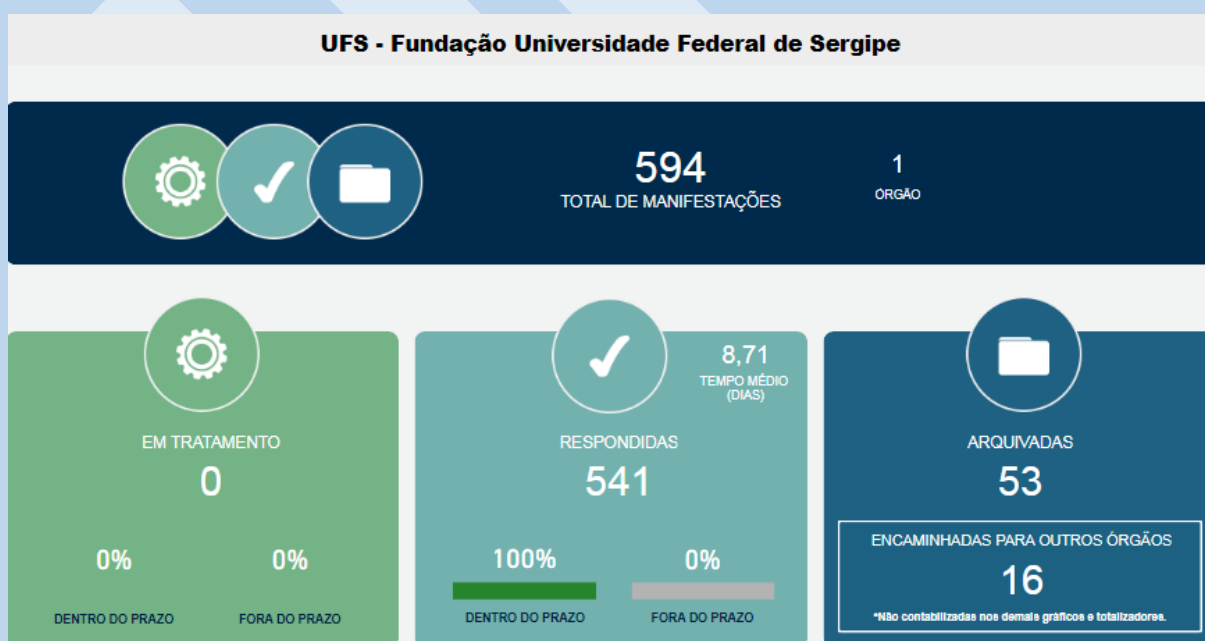 UFS - Fundação Universidade Federal de Sergipe
594
TOTAL DE MANIFESTAÇÕES
1
ÓRGÃO
EM TRATAMENTO
0
0%
DENTRO DO PRAZO
0%
FORA DO PRAZO
8,71
TEMPO MÉDIO
(DIAS)
RESPONDIDAS
541
100%
DENTRO DO PRAZO
0%
FORA DO PRAZO
ARQUIVADAS
53
ENCAMINHADAS PARA OUTROS ÓRGÃOS
16
*Não contabilizadas nos demais gráficos e totalizadores.